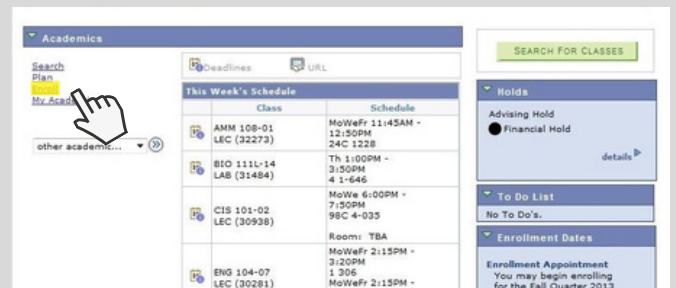 Academics
Search
Plan
Enroll
My Acad
other academic...
Deadlines
URL
This Week's Schedule
Class
Schedule
AMM 108-01
LEC (32273)
MoWeFr 11:45AM -
12:50PM
24C 1228
BIO 111L-14
LAB (31484)
Th 1:00PM -
3:50PM
4 1-646
CIS 101-02
LEC (30938)
MoWe 6:00PM -
7:50PM
98C 4-035
Room: TBA
ENG 104-07
LEC (30281)
MoWeFr 2:15PM -
3:20PM
1 306
MoWeFr 2:15PM -
SEARCH FOR CLASSES
Holds
Advising Hold
Financial Hold
details
To Do List
No To Do's.
Enrollment Dates
Enrollment Appointment
You may begin enrolling
for the Fall Quarter 2013